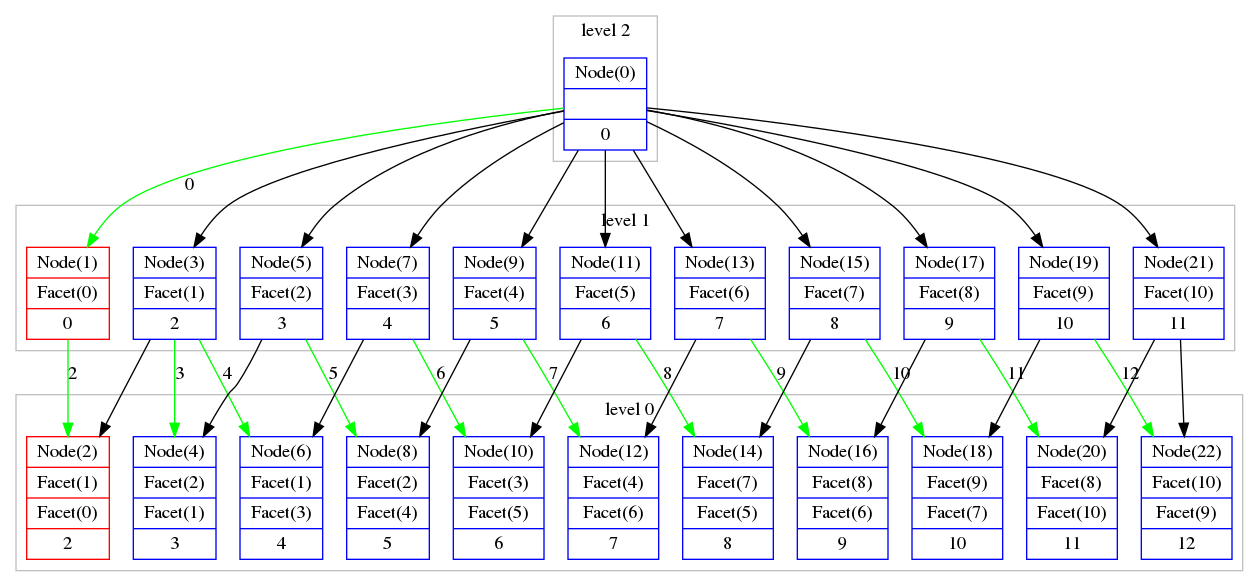 level 2
Node(0)
0
0
level 1
Node(1) Node(3) Node(5) Node(7) Node(9) Node(11) Node(13) Node(15) Node(17) Node(19) Node(21)
Facet(0) Facet(1) Facet(2) Facet(3) Facet(4) Facet(5) Facet(6) Facet(7) Facet(8) Facet(9) Facet(10)
0 2 3 4 5 6 7 8 9 10 11
2 3 4 5 6 7 8 9 10 11 12
level 0
Node(2) Node(4) Node(6) Node(8) Node(10) Node(12) Node(14) Node(16) Node(18) Node(20) Node(22)
Facet(1) Facet(2) Facet(1) Facet(2) Facet(3) Facet(4) Facet(7) Facet(8) Facet(9) Facet(8) Facet(10)
Facet(0) Facet(1) Facet(3) Facet(4) Facet(5) Facet(6) Facet(5) Facet(6) Facet(7) Facet(10) Facet(9)
2 3 4 5 6 7 8 9 10 11 12